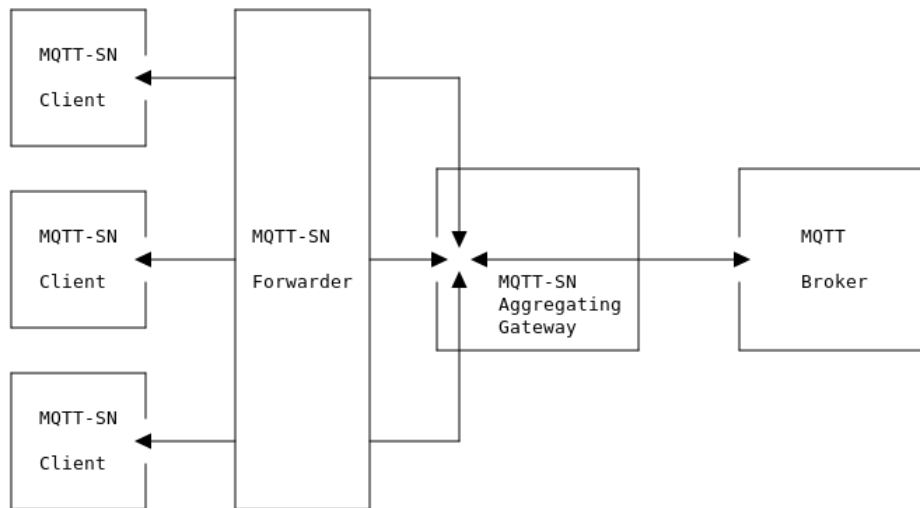 MQTT-SN
Client
MQTT-SN
Client
MQTT-SN
Client
MQTT-SN
Forwarder
MQTT-SN
Aggregating
Gateway
MQTT
Broker